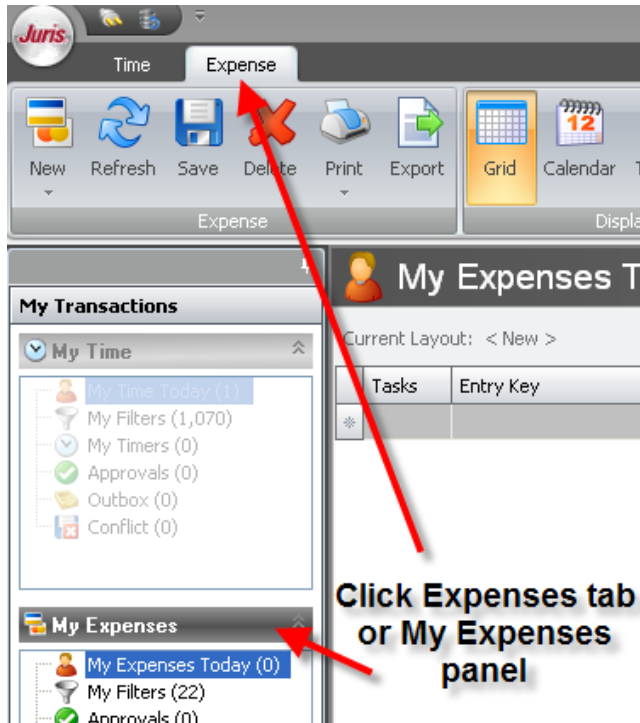 Juris
Time Expense
New Refresh Save Delete Print Export Grid 12 Calendar
Expense
My Expenses
My Transactions
Current Layout: < New >
My Time
Tasks Entry Key
My Time Today (1)
My Filters (1,070)
My Timers (0)
Approvals (0)
Outbox (0)
Conflict (0)
Click Expenses tab
or My Expenses
panel
My Expenses
My Expenses Today (0)
My Filters (22)
Approvals (0)